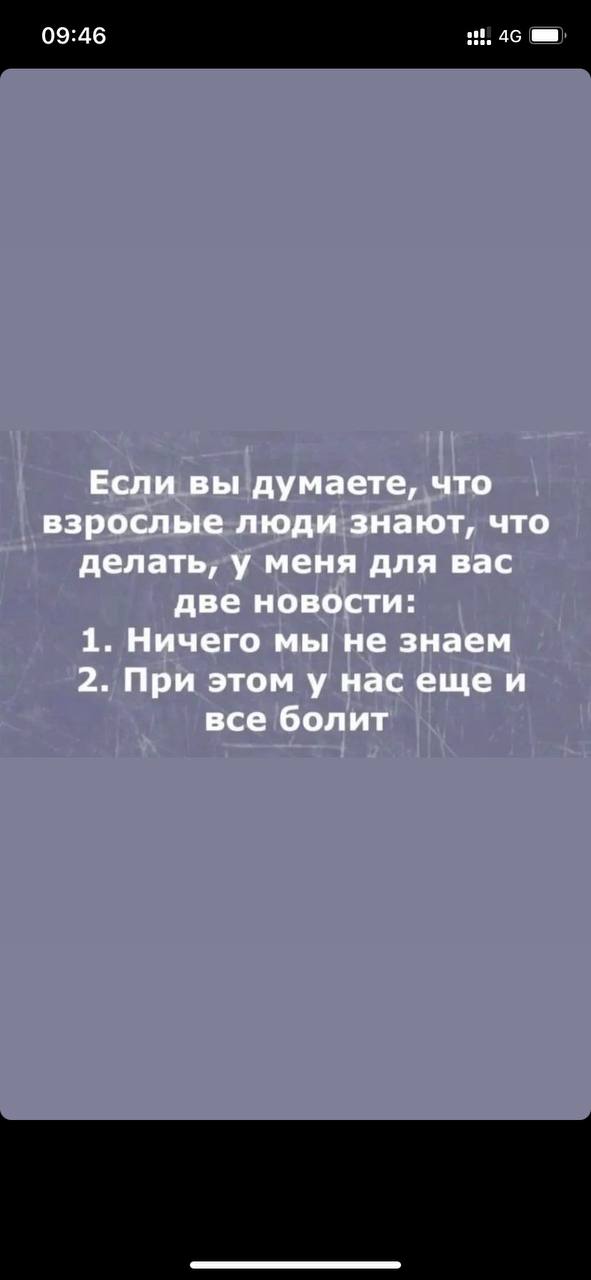 09:46
4G
Если вы думаете, что
взрослые люди знают, что
делать, у меня для вас
две новости:
1. Ничего мы не знаем
2. При этом у нас еще и
все болит